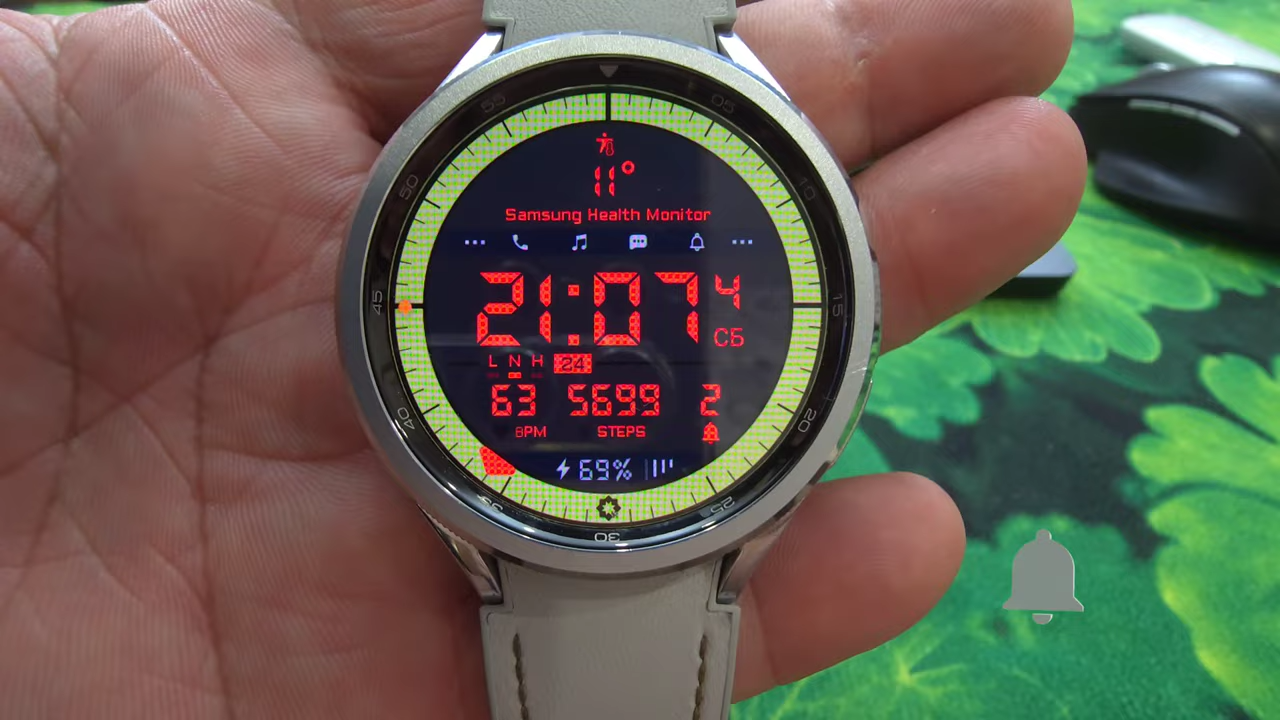 55 05
50 10
11°
Samsung Health Monitor
45 15
21:07 4
СБ
L N H 24
63 5699 2
BPM STEPS
40 20
69%
35 25
30